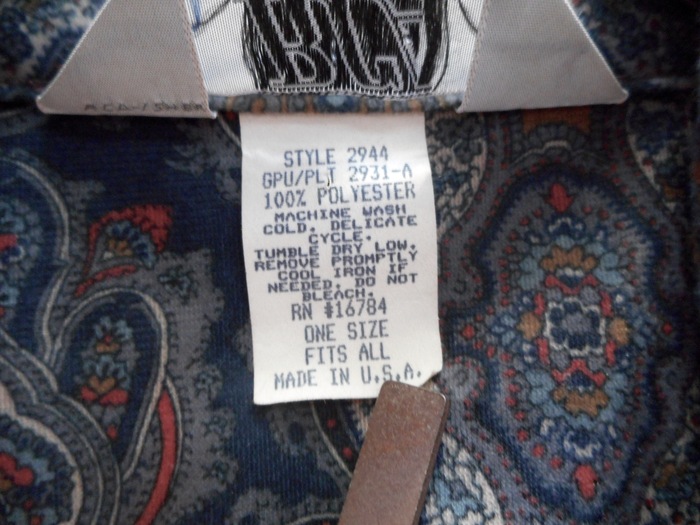 STYLE 2944
GPU/PLT 2931-A
100% POLYESTER
MACHINE WASH
COLD, DELICATE
CYCLE.
TUMBLE DRY LOW,
REMOVE PROMPTLY
COOL IRON IF
NEEDED. DO NOT
BLEACH.
RN #16784
ONE SIZE
FITS ALL
MADE IN U.S.A.